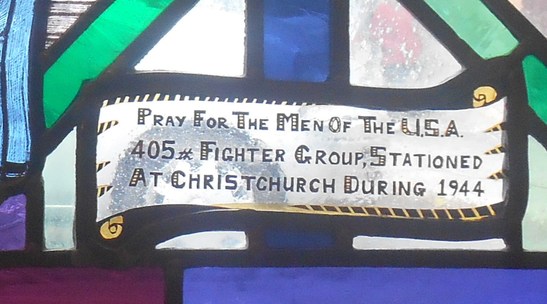 PRAY FOR THE MEN OF THE U.S.A.
405th FIGHTER GROUP, STATIONED
AT CHRISTCHURCH DURING 1944